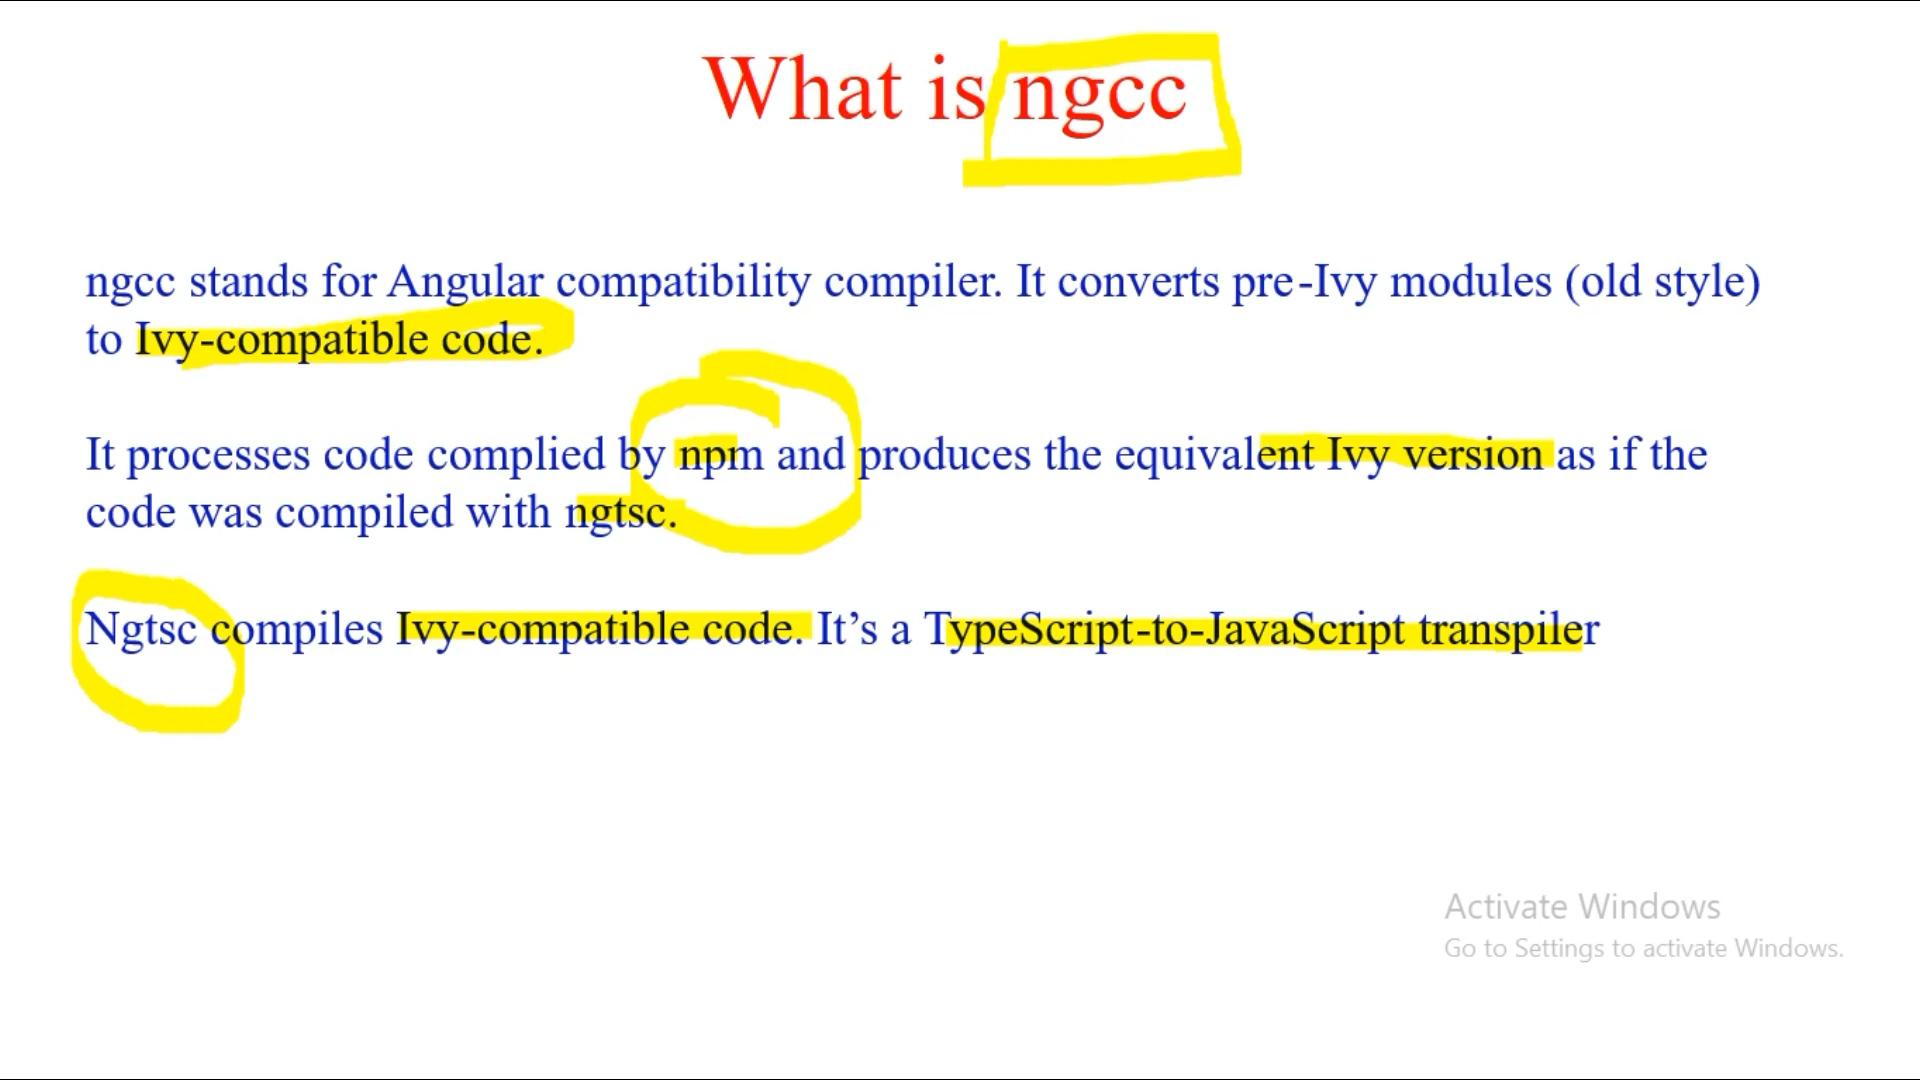 What is ngcc
ngcc stands for Angular compatibility compiler. It converts pre-Ivy modules (old style)
to Ivy-compatible code.
It processes code complied by npm and produces the equivalent Ivy version as if the
code was compiled with ngtsc.
Ngtsc compiles Ivy-compatible code. It’s a TypeScript-to-JavaScript transpiler
Activate Windows
Go to Settings to activate Windows.